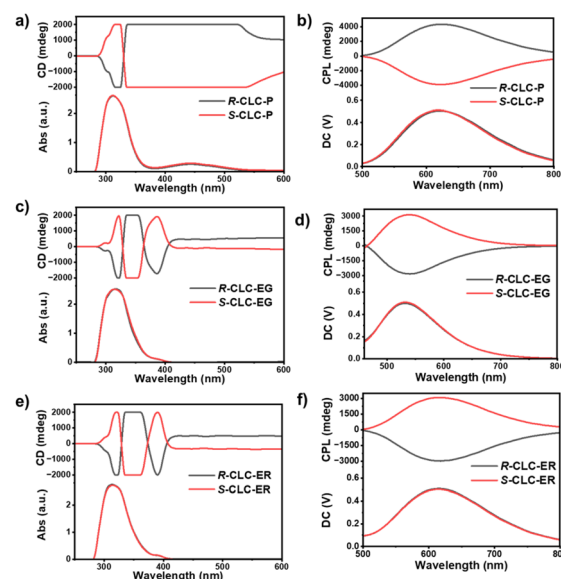 a)
CD (mdeg)
2000
1000
0
−1000
−2000
R-CLC-P
S-CLC-P
Abs (a.u.)
2
1
0
300 400 500 600
Wavelength (nm)
b)
CPL (mdeg)
4000
2000
0
−2000
−4000
R-CLC-P
S-CLC-P
DC (V)
0.6
0.4
0.2
0.0
500 600 700 800
Wavelength (nm)
c)
CD (mdeg)
2000
1000
0
−1000
−2000
R-CLC-EG
S-CLC-EG
Abs (a.u.)
2
1
0
300 400 500 600
Wavelength (nm)
d)
CPL (mdeg)
3000
1500
0
−1500
−3000
R-CLC-EG
S-CLC-EG
DC (V)
0.6
0.4
0.2
0.0
500 600 700 800
Wavelength (nm)
e)
CD (mdeg)
2000
1000
0
−1000
−2000
R-CLC-ER
S-CLC-ER
Abs (a.u.)
2
1
0
300 400 500 600
Wavelength (nm)
f)
CPL (mdeg)
3000
1500
0
−1500
−3000
R-CLC-ER
S-CLC-ER
DC (V)
0.6
0.4
0.2
0.0
500 600 700 800
Wavelength (nm)